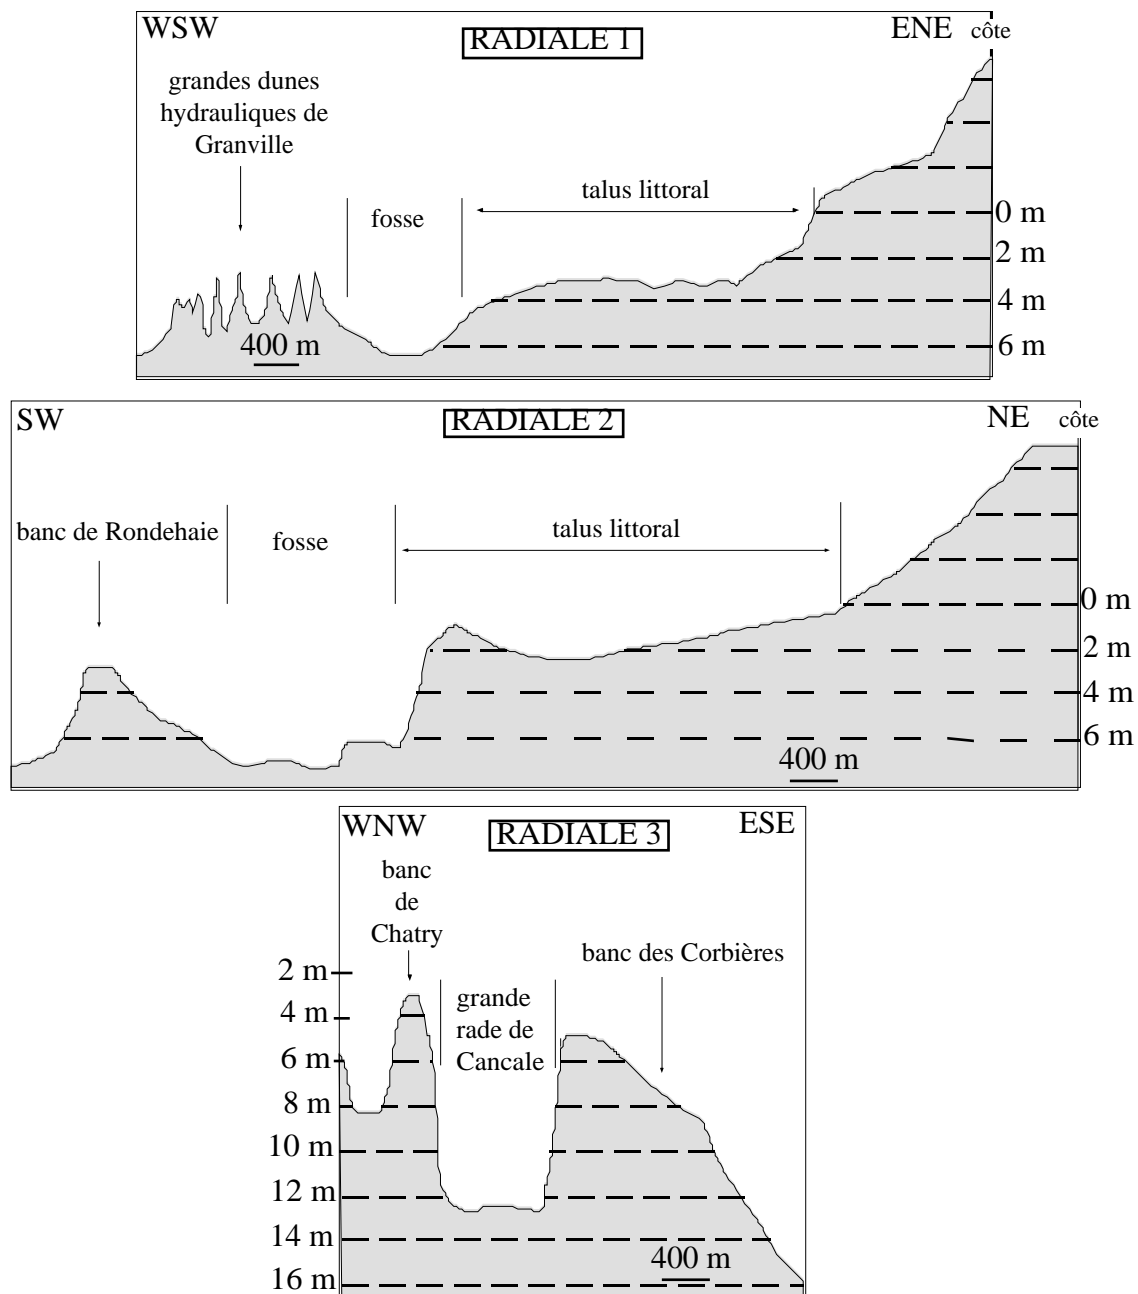 WSW
RADIALE 1
ENE côte
grandes dunes
hydrauliques de
Granville
fosse
talus littoral
0 m
2 m
4 m
6 m
400 m
SW
RADIALE 2
NE côte
banc de Rondehaie
fosse
talus littoral
0 m
2 m
4 m
6 m
400 m
WNW
RADIALE 3
ESE
banc
de
Chatry
grande
rade de
Cancale
banc des Corbières
2 m
4 m
6 m
8 m
10 m
12 m
14 m
16 m
400 m